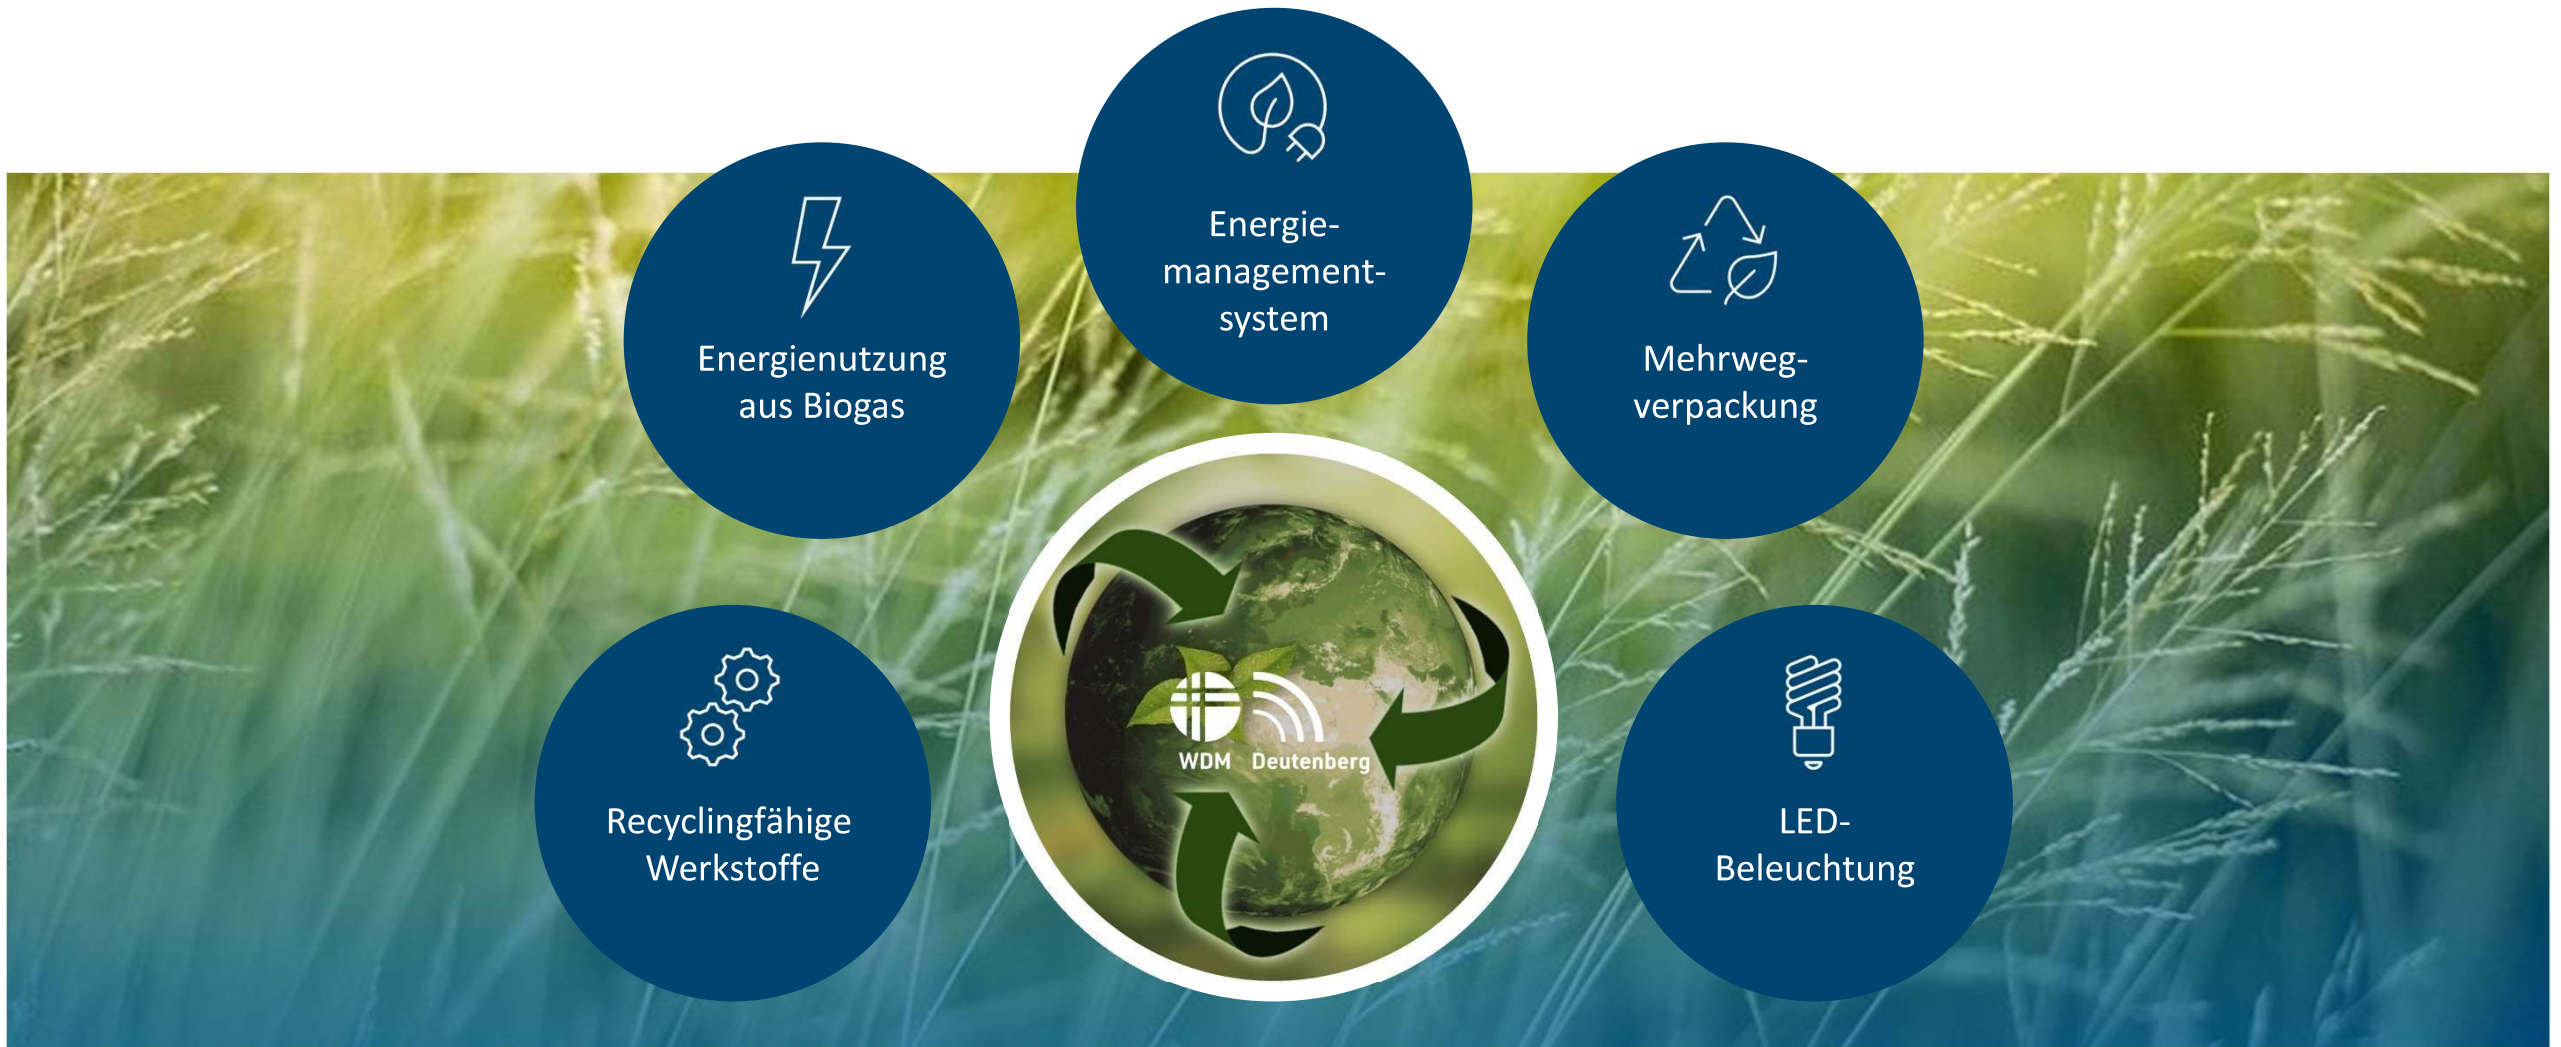 Energie-
management-
system
Energienutzung
aus Biogas
Mehrweg-
verpackung
WDM Deutenberg
Recyclingfähige
Werkstoffe
LED-
Beleuchtung